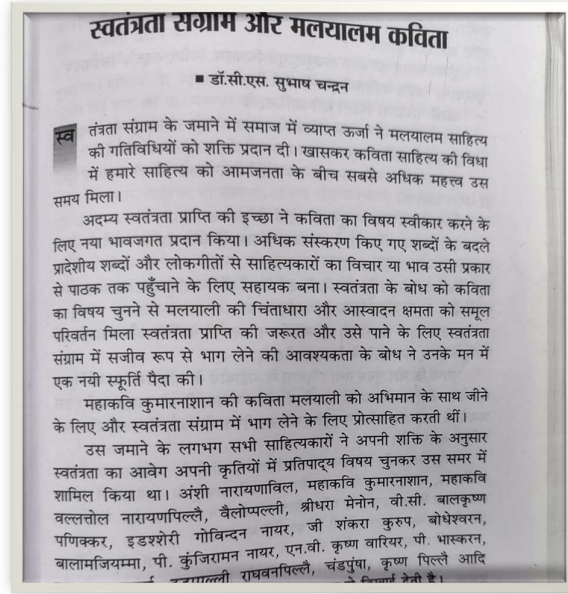 स्वतंत्रता संग्राम और मलयालम कविता
■ डॉ.सी.एस. सुभाष चन्द्रन
स्वतंत्रता संग्राम के जमाने में समाज में व्याप्त ऊर्जा ने मलयालम साहित्य
की गतिविधियों को शक्ति प्रदान दी। खासकर कविता साहित्य की विधा
में हमारे साहित्य को आमजनता के बीच सबसे अधिक महत्त्व उस
समय मिला।
अदम्य स्वतंत्रता प्राप्ति की इच्छा ने कविता का विषय स्वीकार करने के
लिए नया भावजगत प्रदान किया। अधिक संस्करण किए गए शब्दों के बदले
प्रादेशीय शब्दों और लोकगीतों से साहित्यकारों का विचार या भाव उसी प्रकार
से पाठक तक पहुँचाने के लिए सहायक बना। स्वतंत्रता के बोध को कविता
का विषय चुनने से मलयाली की चिंताधारा और आस्वादन क्षमता को समूल
परिवर्तन मिला स्वतंत्रता प्राप्ति की जरूरत और उसे पाने के लिए स्वतंत्रता
संग्राम में सजीव रूप से भाग लेने की आवश्यकता के बोध ने उनके मन में
एक नयी स्फूर्ति पैदा की।
महाकवि कुमारनाशान की कविता मलयाली को अभिमान के साथ जीने
के लिए और स्वतंत्रता संग्राम में भाग लेने के लिए प्रोत्साहित करती थीं।
उस जमाने के लगभग सभी साहित्यकारों ने अपनी शक्ति के अनुसार
स्वतंत्रता का आवेग अपनी कृतियों में प्रतिपाद्य विषय चुनकर उस समर में
शामिल किया था। अंशी नारायणाविल, महाकवि कुमारनाशान, महाकवि
वल्लत्तोल नारायणपिल्लै, वैलोप्पल्ली, श्रीधरा मेनोन, वी.सी. बालकृष्ण
पणिक्कर, इडश्शेरी गोविन्दन नायर, जी शंकरा कुरुप, बोधेश्वरन,
बालामजियम्मा, पी. कुंजिरामन नायर, एन.वी. कृष्ण वारियर, पी. भास्करन,
राघवनपिल्लै, चंडपुंषा, कृष्ण पिल्लै आदि
देती है।